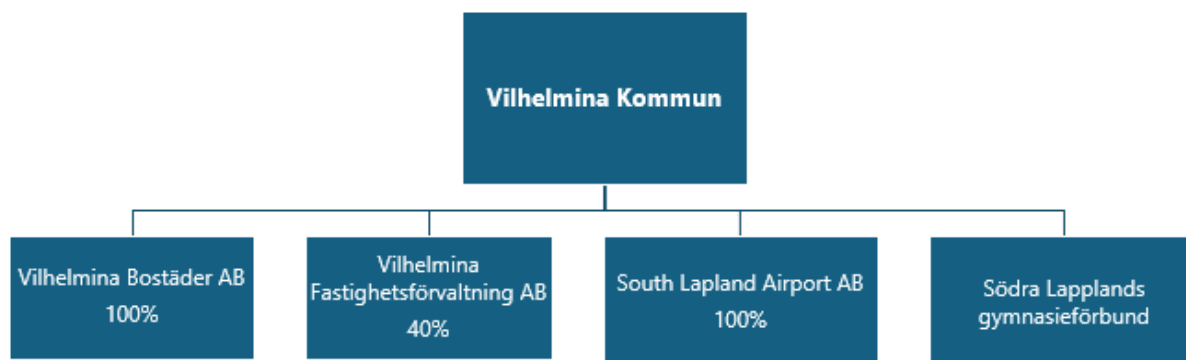 Vilhelmina Kommun
Vilhelmina Bostäder AB
100%
Vilhelmina
Fastighetsförvaltning AB
40%
South Lapland Airport AB
100%
Södra Lapplands
gymnasieförbund